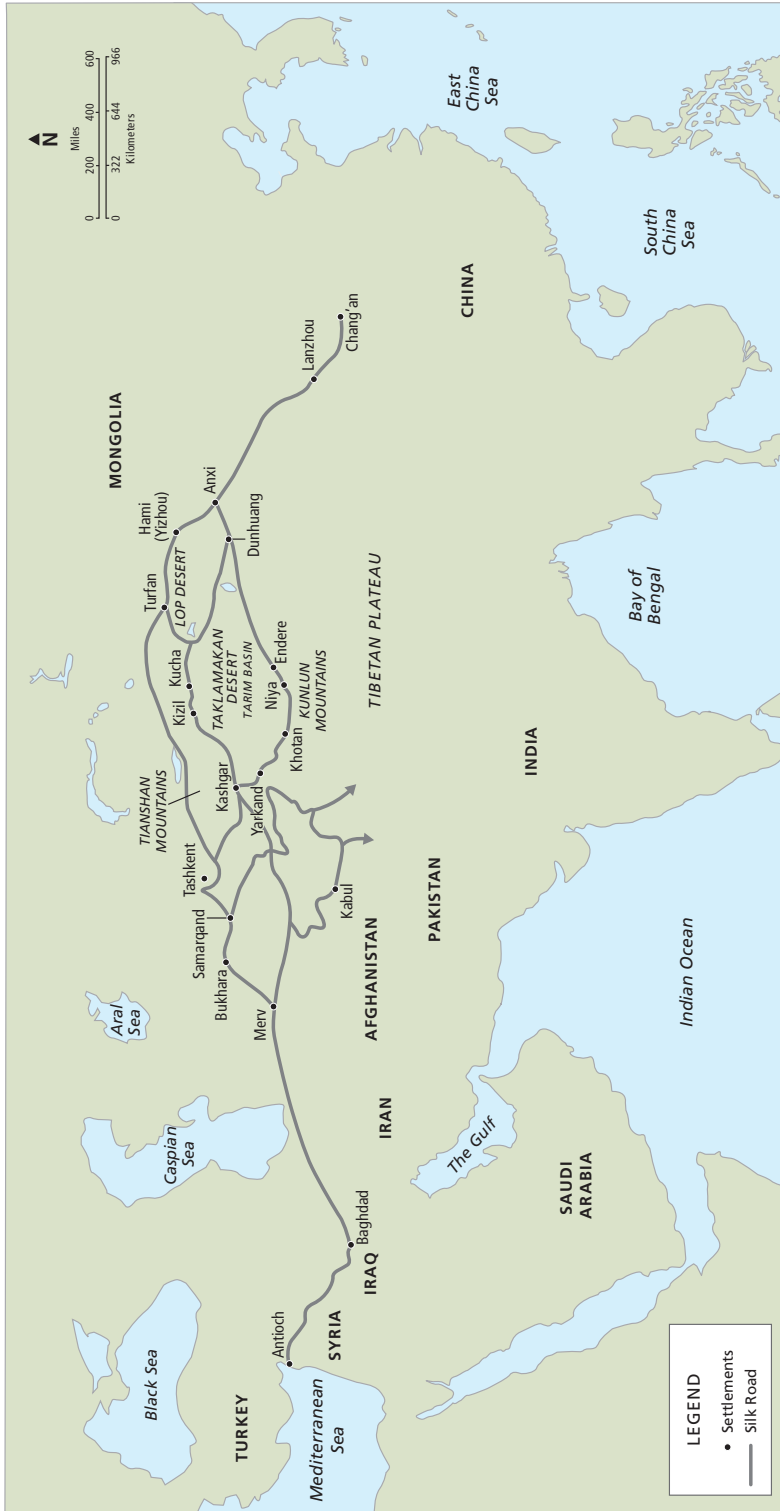 N
Miles
0 200 400 600
0 322 644 966
Kilometers
Black Sea
Caspian
Sea
Aral
Sea
MONGOLIA
TURKEY
Antioch
Mediterranean
Sea
SYRIA
IRAQ
Baghdad
IRAN
Merv
Bukhara
Samarqand
Tashkent
TIANSHAN
MOUNTAINS
Kashgar
Yarkand
Kizil
Kucha
Turfan
Hami
(Yizhou)
LOP DESERT
Anxi
Dunhuang
TAKLAMAKAN
DESERT
TARIM BASIN
Niya
Endere
Khotan
KUNLUN
MOUNTAINS
Lanzhou
Chang'an
Kabul
AFGHANISTAN
PAKISTAN
TIBETAN PLATEAU
CHINA
INDIA
East
China
Sea
South
China
Sea
Bay of
Bengal
Indian Ocean
The Gulf
SAUDI
ARABIA
LEGEND
Settlements
Silk Road